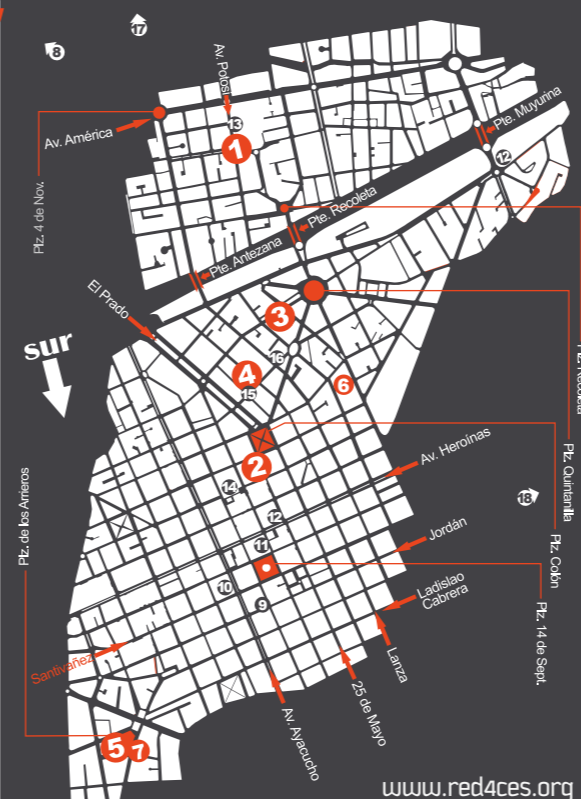 8
17
Av. Potosí
Av. América
13
1
Pte. Muyurina
12
Plz. 4 de Nov.
Pte. Recoleta
Pte. Antezana
El Prado
3
sur
16
4
15
6
Plz. Recoleta
2
Av. Heroínas
14
Plz. de los Arrieros
Plz. Quintanilla
18
12
Jordán
11
Plz. Colón
10
Ladislao
Cabrera
9
Plz. 14 de Sept.
Santivañez
Lanza
25 de Mayo
Av. Ayacucho
5
7
www.red4ces.org